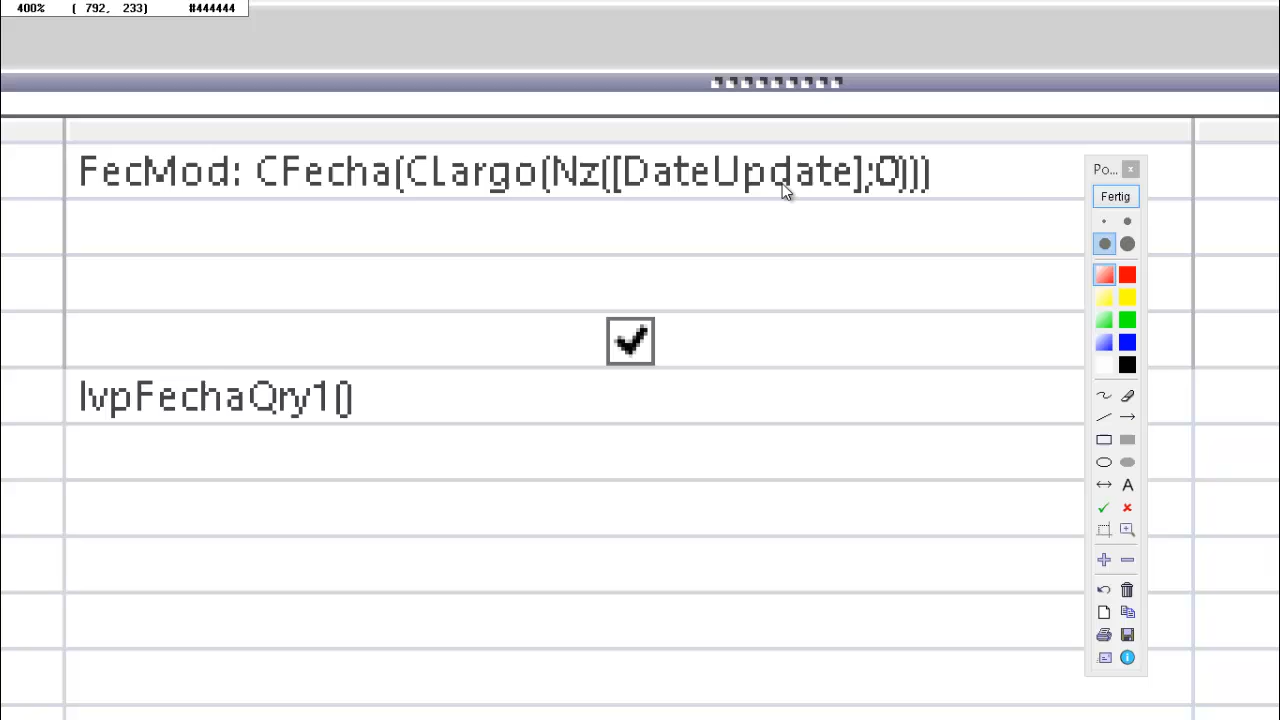 400% ( 792, 233) #444444
FecMod: CFecha(CLargo(Nz([DateUpdate];0)))
Po...
Fertig
lvpFechaQry1()
A